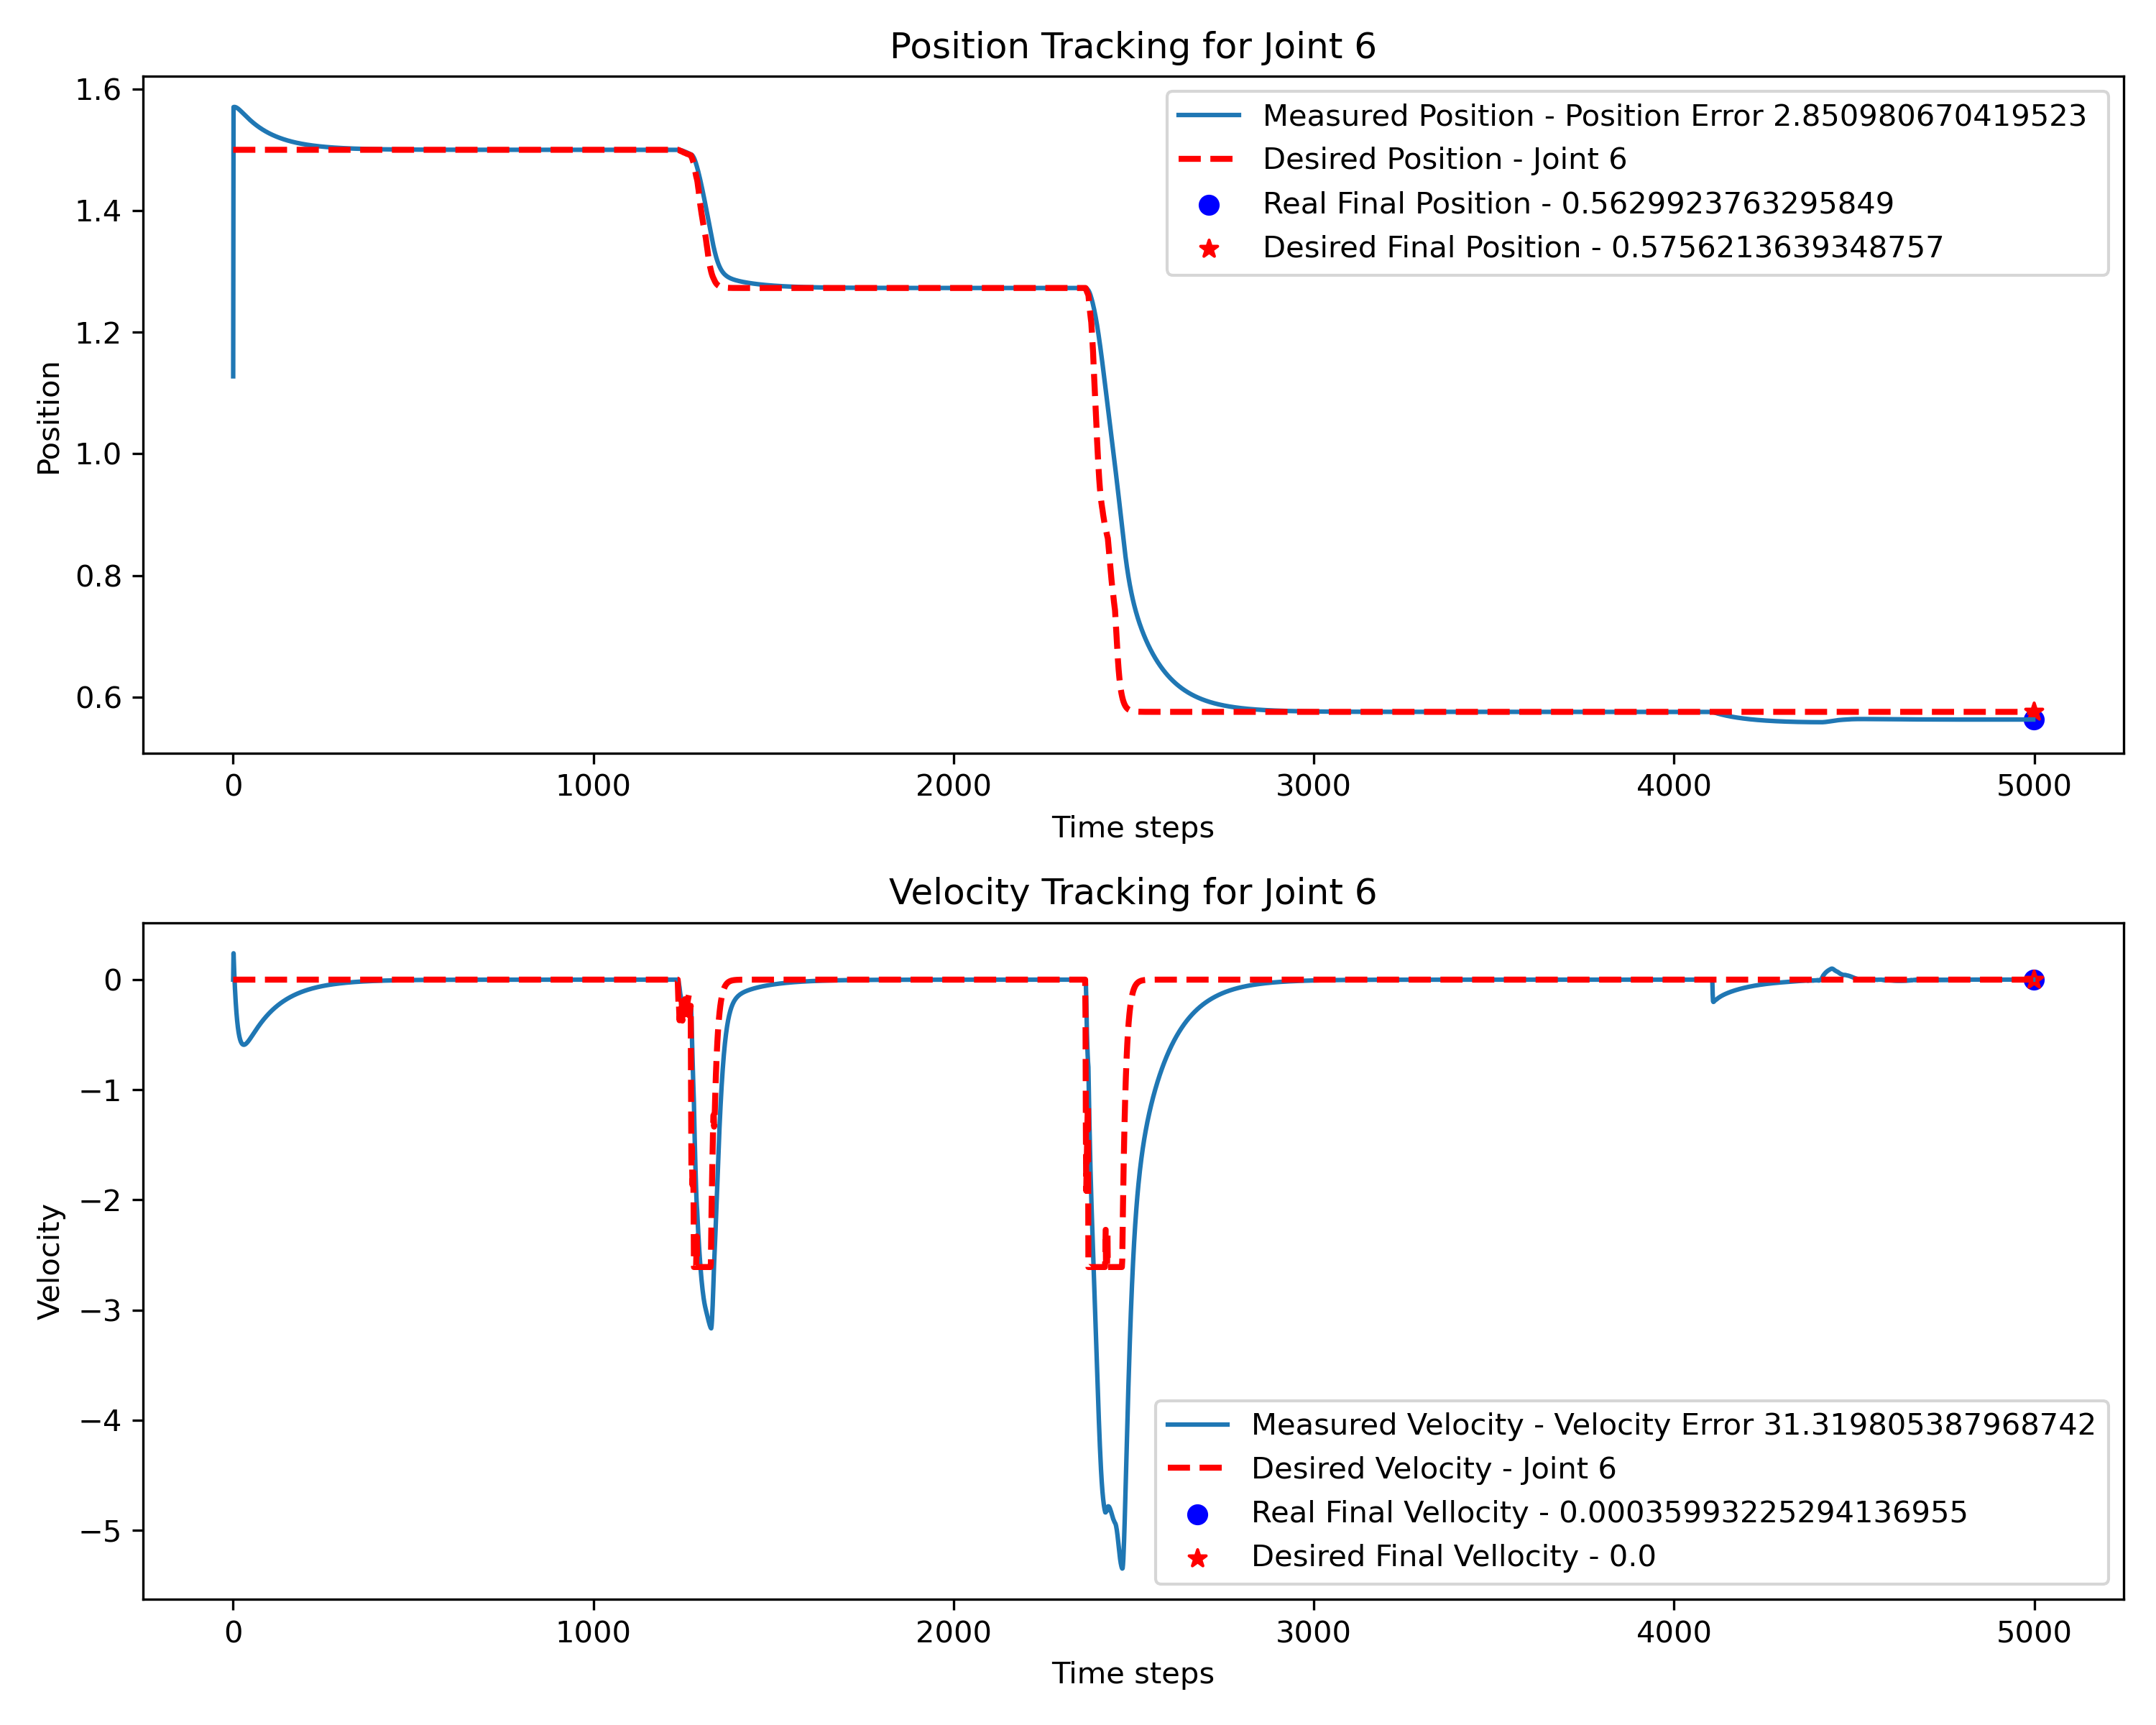 Position Tracking for Joint 6
1.6
1.4
1.2
1.0
0.8
0.6
Position
Measured Position - Position Error 2.850980670419523
Desired Position - Joint 6
Real Final Position - 0.5629923763295849
Desired Final Position - 0.5756213639348757
0 1000 2000 3000 4000 5000
Time steps
Velocity Tracking for Joint 6
0
−1
−2
−3
−4
−5
Velocity
Measured Velocity - Velocity Error 31.319805387968742
Desired Velocity - Joint 6
Real Final Vellocity - 0.00035993225294136955
Desired Final Vellocity - 0.0
0 1000 2000 3000 4000 5000
Time steps